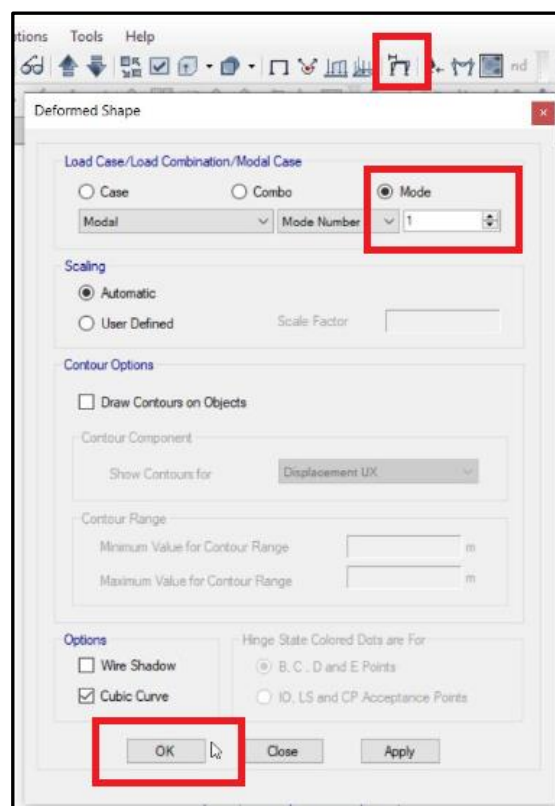 Tools Help
nd
Deformed Shape
Load Case/Load Combination/Modal Case
Case Combo Mode
Modal Mode Number 1
Scaling
Automatic
User Defined Scale Factor
Contour Options
Draw Contours on Objects
Contour Component
Show Contours for Displacement UX
Contour Range
Minimum Value for Contour Range m
Maximum Value for Contour Range m
Options Hinge State Colored Dots are For
Wire Shadow B, C, D and E Points
Cubic Curve IO, LS and CP Acceptance Points
OK Close Apply